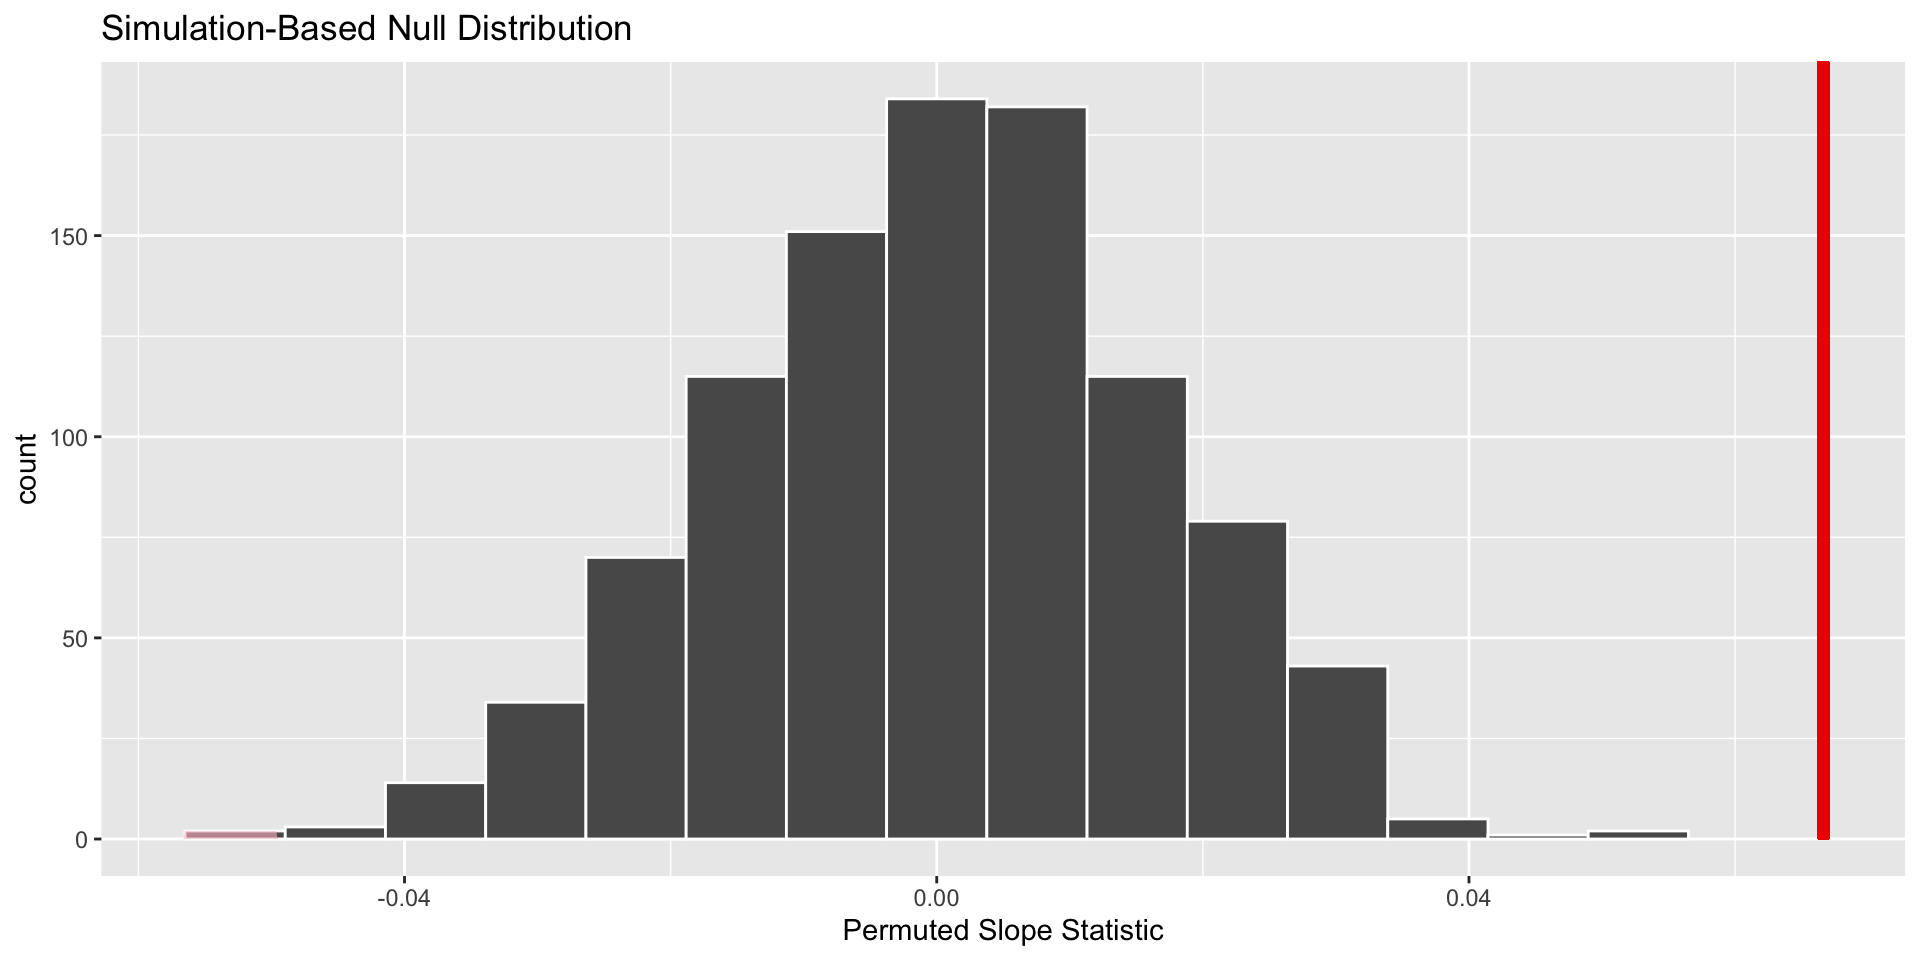 Simulation-Based Null Distribution
count
150
100
50
0
-0.04
0.00
0.04
Permuted Slope Statistic